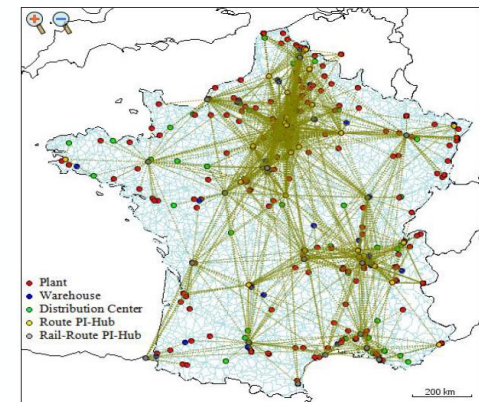 Plant
Warehouse
Distribution Center
Route PI-Hub
Rail-Route PI-Hub
200 km